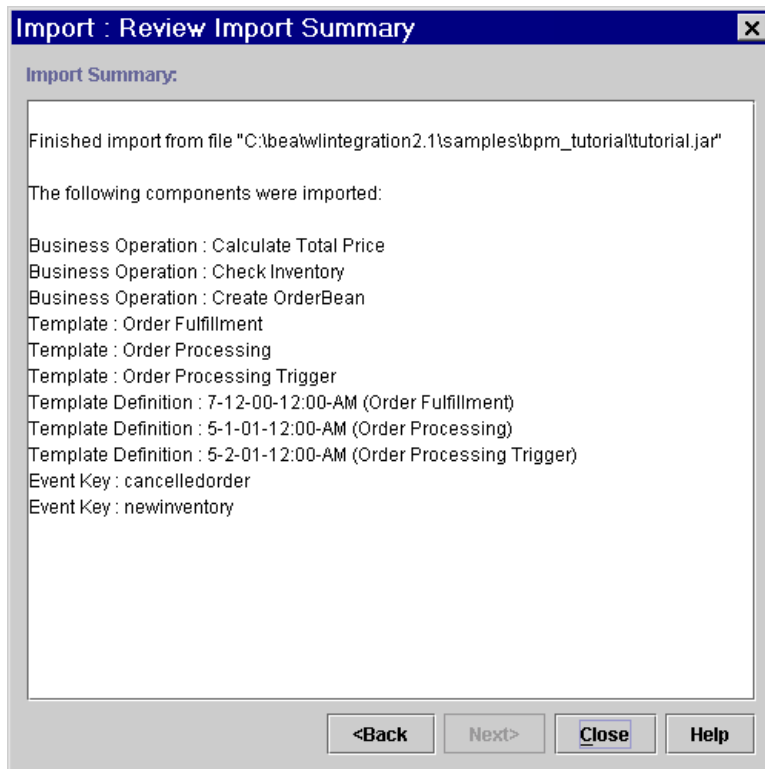 Import : Review Import Summary
Import Summary:
Finished import from file "C:\bea\wlintegration2.1\samples\bpm_tutorial\tutorial.jar"
The following components were imported:
Business Operation : Calculate Total Price
Business Operation : Check Inventory
Business Operation : Create OrderBean
Template : Order Fulfillment
Template : Order Processing
Template : Order Processing Trigger
Template Definition : 7-12-00-12:00-AM (Order Fulfillment)
Template Definition : 5-1-01-12:00-AM (Order Processing)
Template Definition : 5-2-01-12:00-AM (Order Processing Trigger)
Event Key : cancelledorder
Event Key : newinventory
<Back Next> Close Help